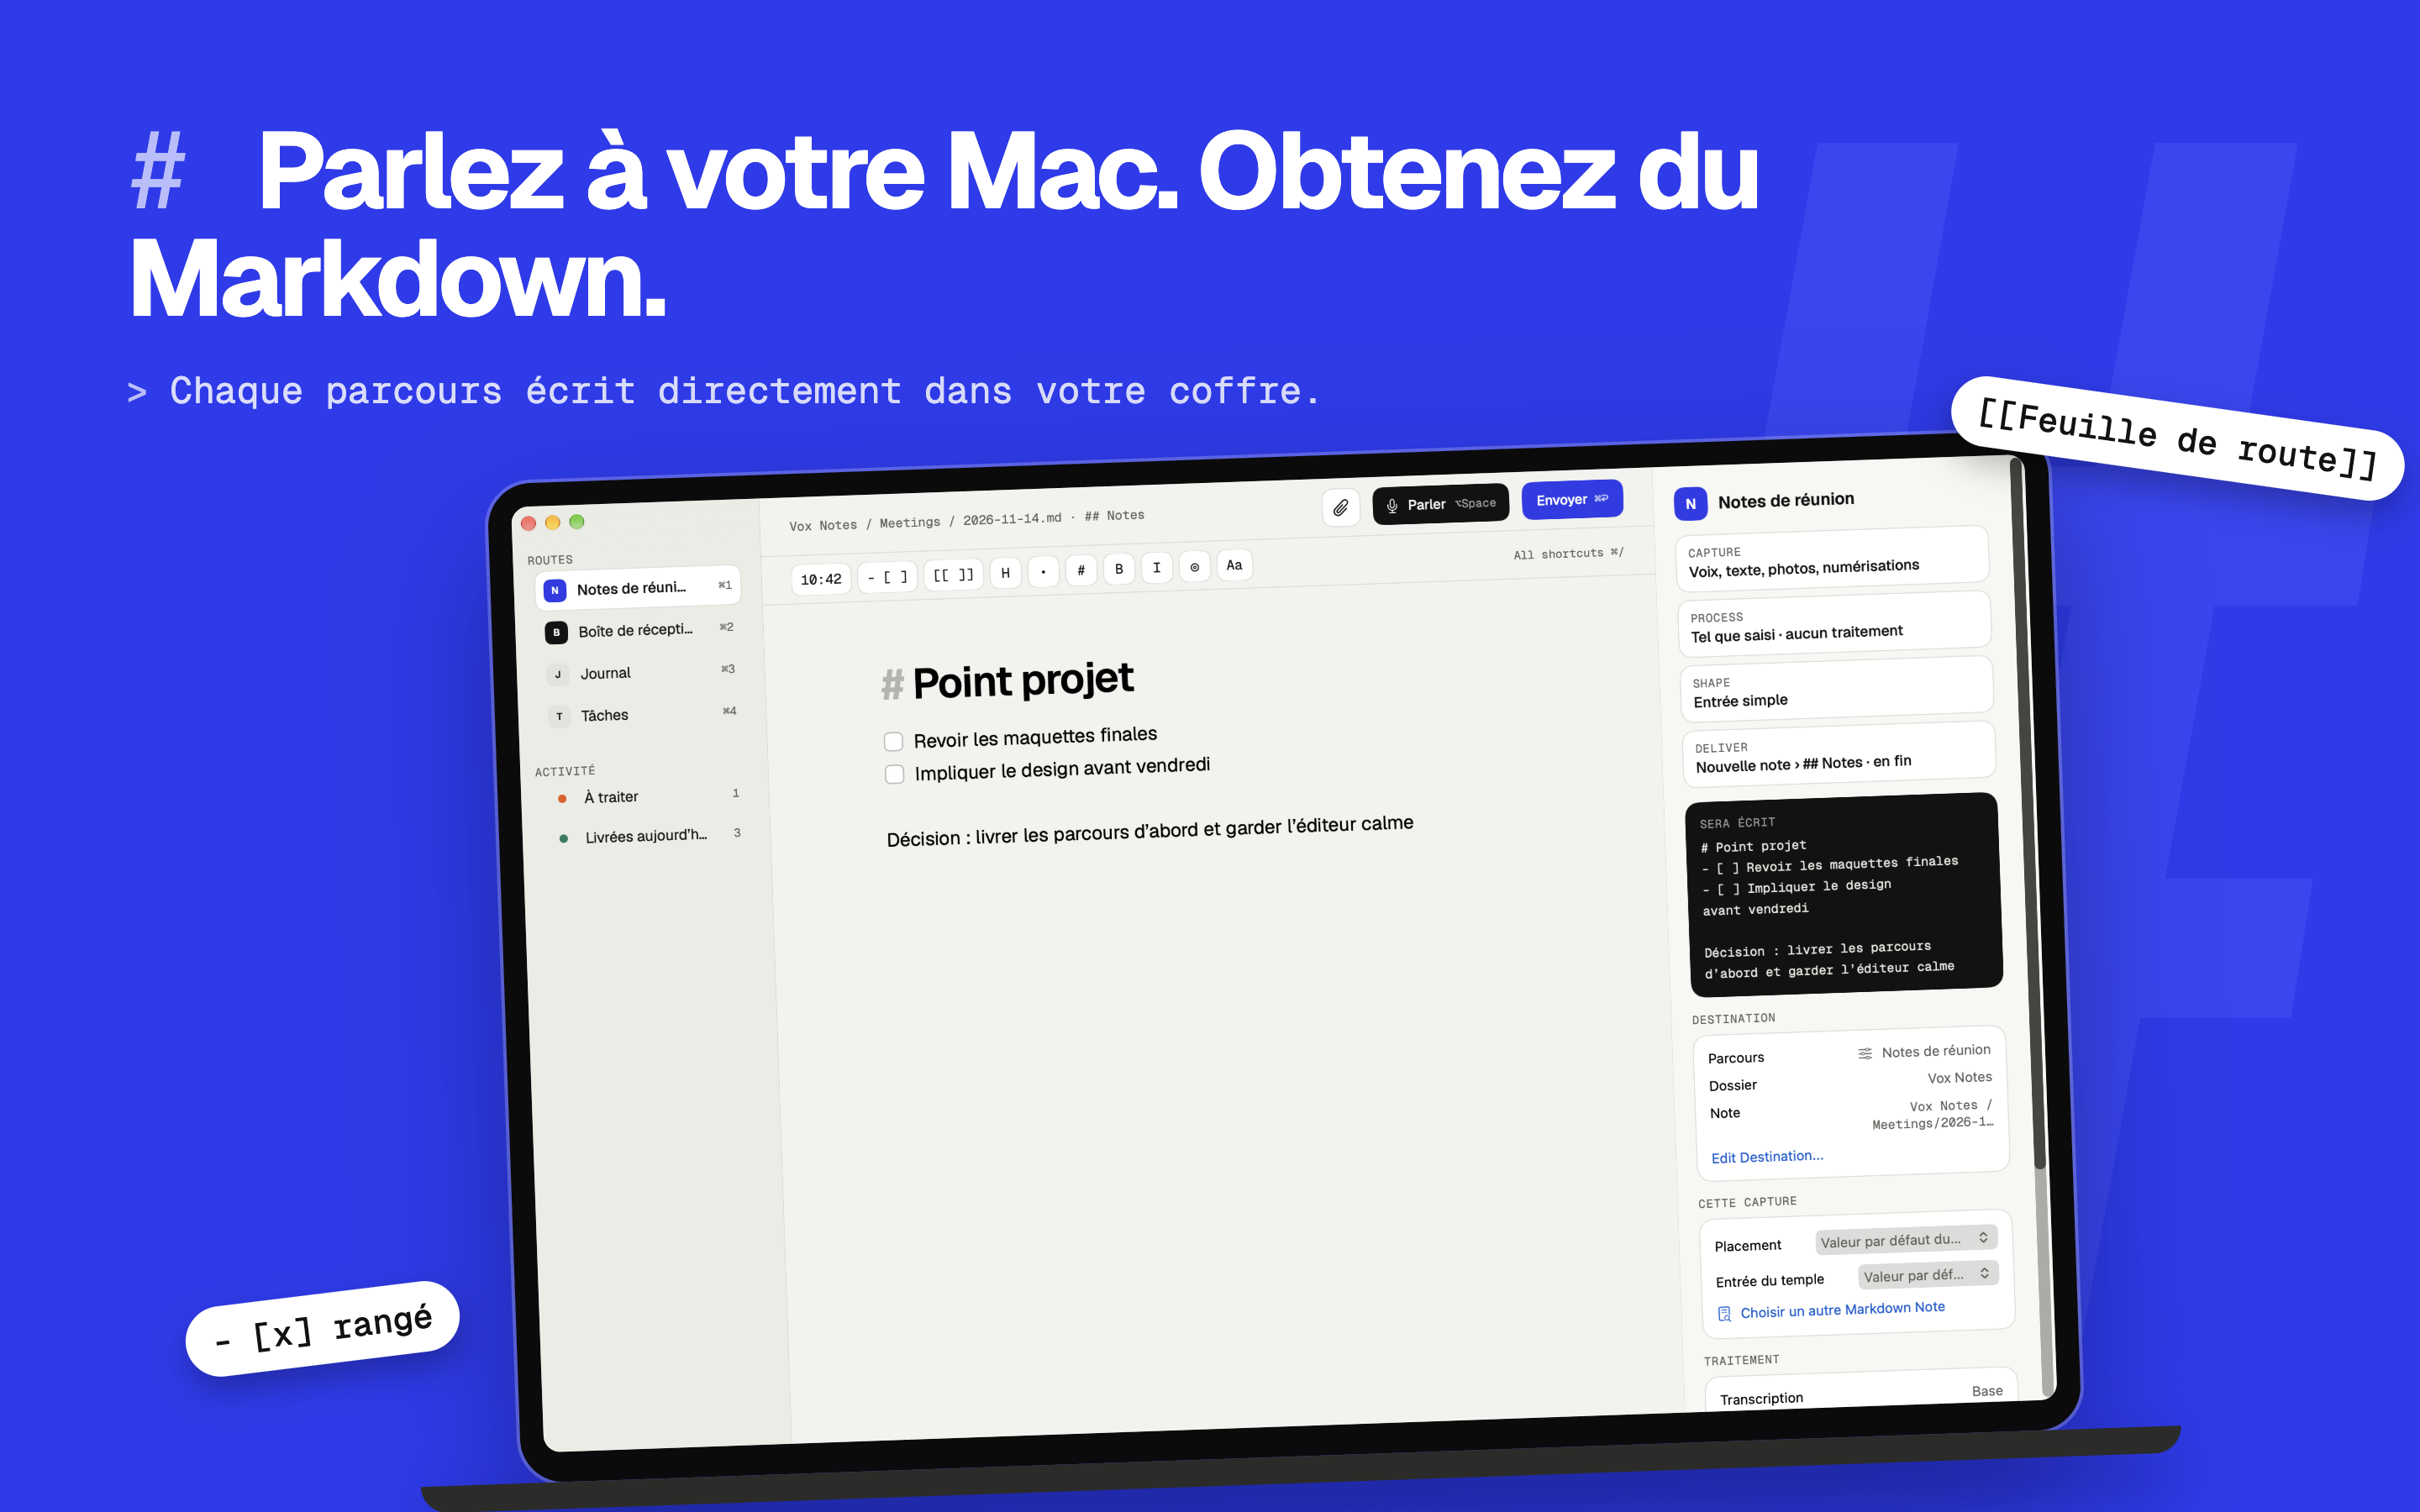 # Parlez à votre Mac. Obtenez du
Markdown.
> Chaque parcours écrit directement dans votre coffre.
[[Feuille de route]]
- [x] rangé
ROUTES
N Notes de réuni... ⌘1
B Boîte de récepti... ⌘2
J Journal ⌘3
T Tâches ⌘4
ACTIVITÉ
À traiter 1
Livrées aujourd’h... 3
Vox Notes / Meetings / 2026-11-14.md · ## Notes
Parler ⌥Space
Envoyer ⌘↩
10:42 - [ ] [[ ]] H • # B I ◎ Aa
All shortcuts ⌘/
# Point projet
Revoir les maquettes finales
Impliquer le design avant vendredi
Décision : livrer les parcours d’abord et garder l’éditeur calme
N Notes de réunion
CAPTURE
Voix, texte, photos, numérisations
PROCESS
Tel que saisi · aucun traitement
SHAPE
Entrée simple
DELIVER
Nouvelle note › ## Notes · en fin
SERA ÉCRIT
# Point projet
- [ ] Revoir les maquettes finales
- [ ] Impliquer le design
avant vendredi
Décision : livrer les parcours
d’abord et garder l’éditeur calme
DESTINATION
Parcours Notes de réunion
Dossier Vox Notes
Note Vox Notes /
Meetings/2026-1…
Edit Destination...
CETTE CAPTURE
Placement Valeur par défaut du...
Entrée du temple Valeur par déf...
Choisir un autre Markdown Note
TRAITEMENT
Transcription Base